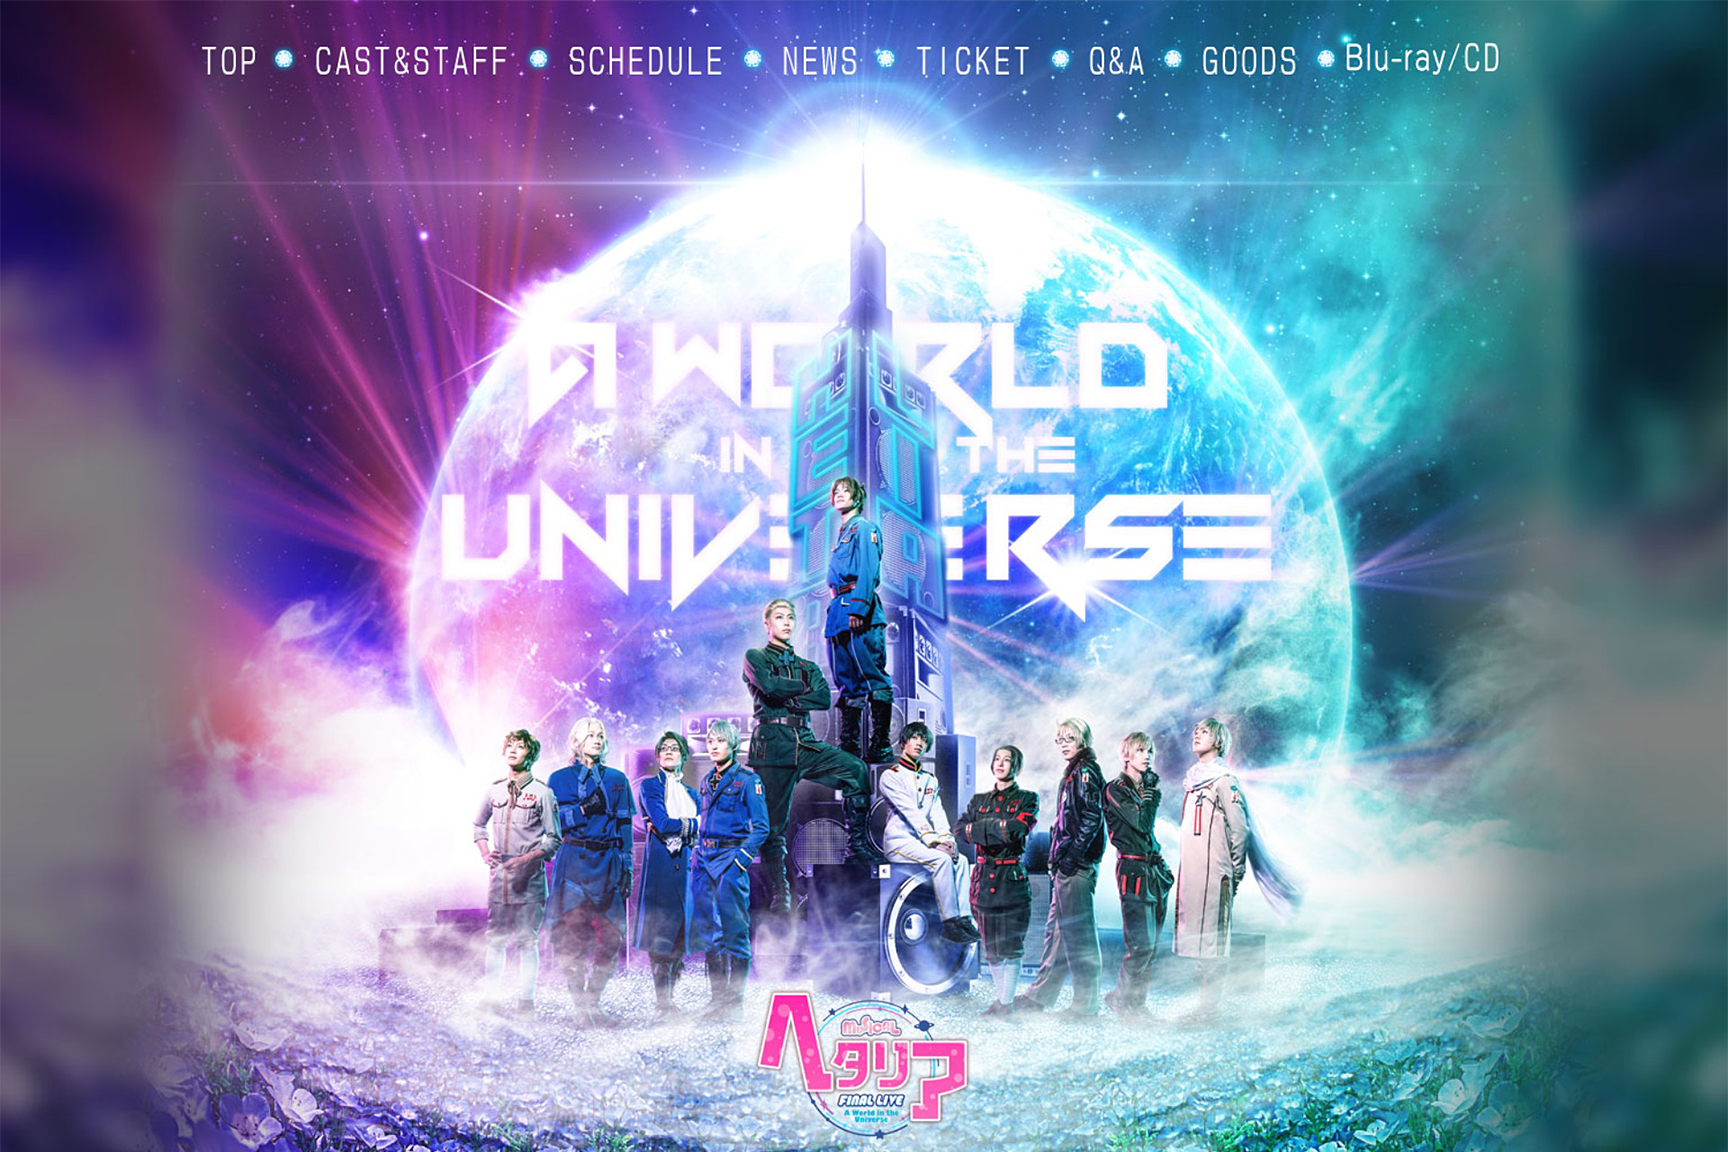 TOP CAST&STAFF SCHEDULE NEWS TICKET Q&A GOODS Blu-ray/CD
A WORLD
IN THE
UNIVERSE
musical
ヘタリア
FINAL LIVE
A World in the
Universe